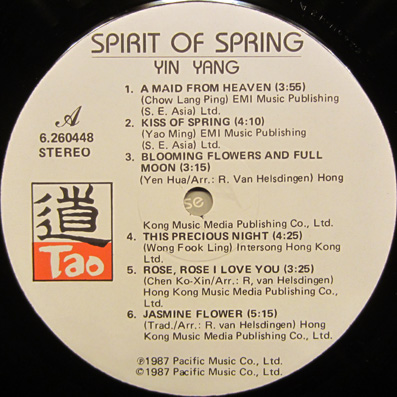 SPIRIT OF SPRING
YIN YANG
A
6.260448
STEREO
1. A MAID FROM HEAVEN (3:55)
(Chow Lang Ping) EMI Music Publishing
(S. E. Asia) Ltd.
2. KISS OF SPRING (4:10)
(Yao Ming) EMI Music Publishing
(S. E. Asia) Ltd.
3. BLOOMING FLOWERS AND FULL
MOON (3:15)
(Yen Hua/Arr.: R. Van Helsdingen) Hong
se
Kong Music Media Publishing Co., Ltd.
4. THIS PRECIOUS NIGHT (4:25)
(Wong Fook Ling) Intersong Hong Kong
Ltd.
5. ROSE, ROSE I LOVE YOU (3:25)
(Chen Ko-Xin/Arr.: R, van Helsdingen)
Hong Kong Music Media Publishing Co.,
Ltd.
6. JASMINE FLOWER (5:15)
(Trad./Arr.: R. van Helsdingen) Hong
Kong Music Media Publishing Co., Ltd.
道
Tao
℗1987 Pacific Music Co., Ltd.
©1987 Pacific Music Co., Ltd.